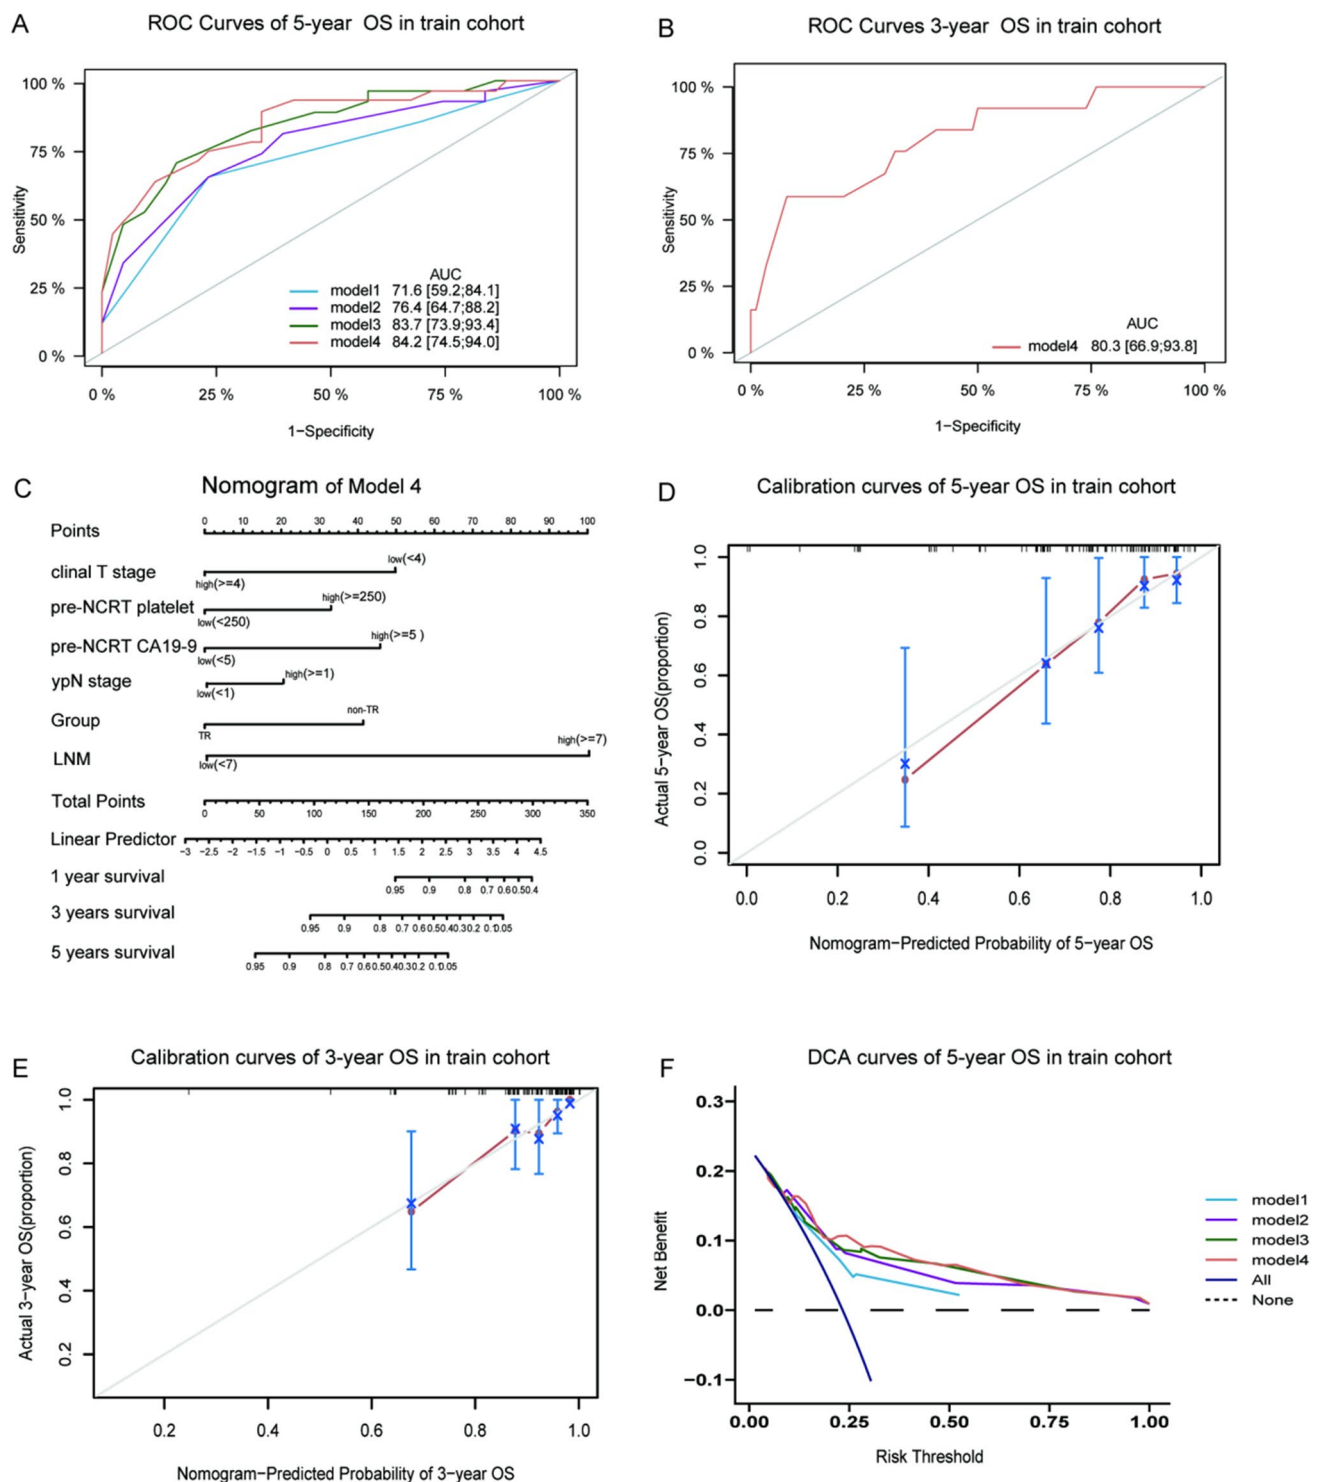 A
ROC Curves of 5-year OS in train cohort
100 %
75 %
50 %
25 %
0 %
Sensitivity
AUC
model1 71.6 [59.2;84.1]
model2 76.4 [64.7;88.2]
model3 83.7 [73.9;93.4]
model4 84.2 [74.5;94.0]
0 % 25 % 50 % 75 % 100 %
1−Specificity
B
ROC Curves 3-year OS in train cohort
100 %
75 %
50 %
25 %
0 %
Sensitivity
AUC
model4 80.3 [66.9;93.8]
0 % 25 % 50 % 75 % 100 %
1−Specificity
C
Nomogram of Model 4
Points 0 10 20 30 40 50 60 70 80 90 100
clinal T stage high(>=4) low(<4)
pre-NCRT platelet low(<250) high(>=250)
pre-NCRT CA19-9 low(<5) high(>=5 )
ypN stage low(<1) high(>=1)
Group TR non-TR
LNM low(<7) high(>=7)
Total Points 0 50 100 150 200 250 300 350
Linear Predictor −3 −2.5 −2 −1.5 −1 −0.5 0 0.5 1 1.5 2 2.5 3 3.5 4 4.5
1 year survival 0.95 0.9 0.8 0.7 0.6 0.5 0.4
3 years survival 0.95 0.9 0.8 0.7 0.6 0.5 0.4 0.3 0.2 0.1 0.05
5 years survival 0.95 0.9 0.8 0.7 0.6 0.5 0.4 0.3 0.2 0.1 0.05
D
Calibration curves of 5-year OS in train cohort
1.0
0.8
0.6
0.4
0.2
0.0
Actual 5−year OS(proportion)
0.0 0.2 0.4 0.6 0.8 1.0
Nomogram−Predicted Probability of 5−year OS
E
Calibration curves of 3-year OS in train cohort
1.0
0.8
0.6
0.4
0.2
Actual 3−year OS(proportion)
0.2 0.4 0.6 0.8 1.0
Nomogram−Predicted Probability of 3−year OS
F
DCA curves of 5-year OS in train cohort
0.3
0.2
0.1
0.0
−0.1
Net Benefit
0.00 0.25 0.50 0.75 1.00
Risk Threshold
model1
model2
model3
model4
All
None